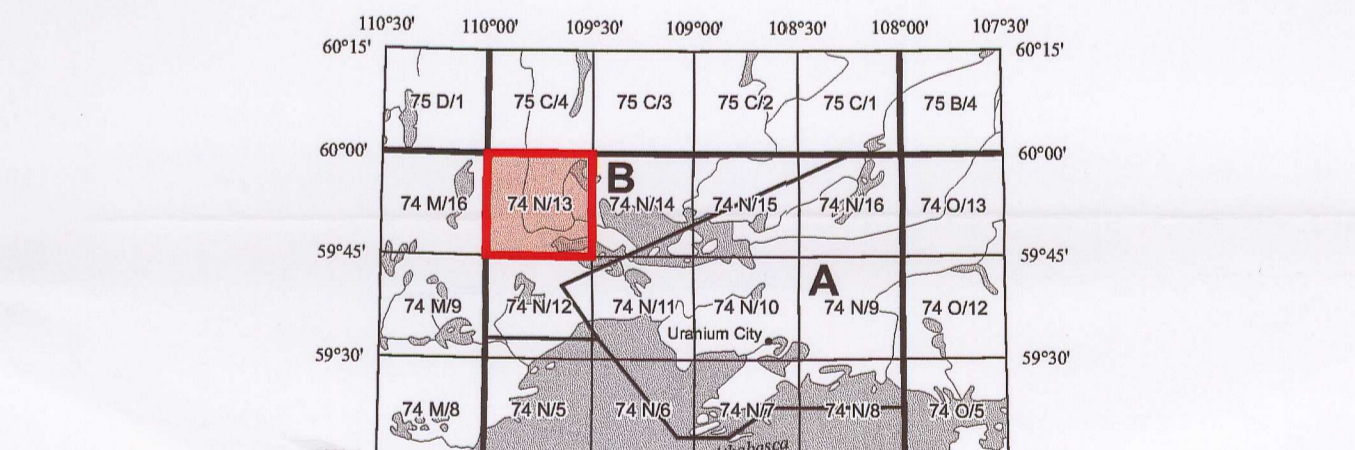 110°30' 110°00' 109°30' 109°00' 108°30' 108°00' 107°30'
60°15' 60°15'
75 D/1 75 C/4 75 C/3 75 C/2 75 C/1 75 B/4
60°00' 60°00'
B
74 M/16 74 N/13 74 N/14 74 N/15 74 N/16 74 O/13
59°45' 59°45'
A
74 M/9 74 N/12 74 N/11 74 N/10 74 N/9 74 O/12
Uranium City
59°30' 59°30'
74 M/8 74 N/5 74 N/6 74 N/7 74 N/8 74 O/5